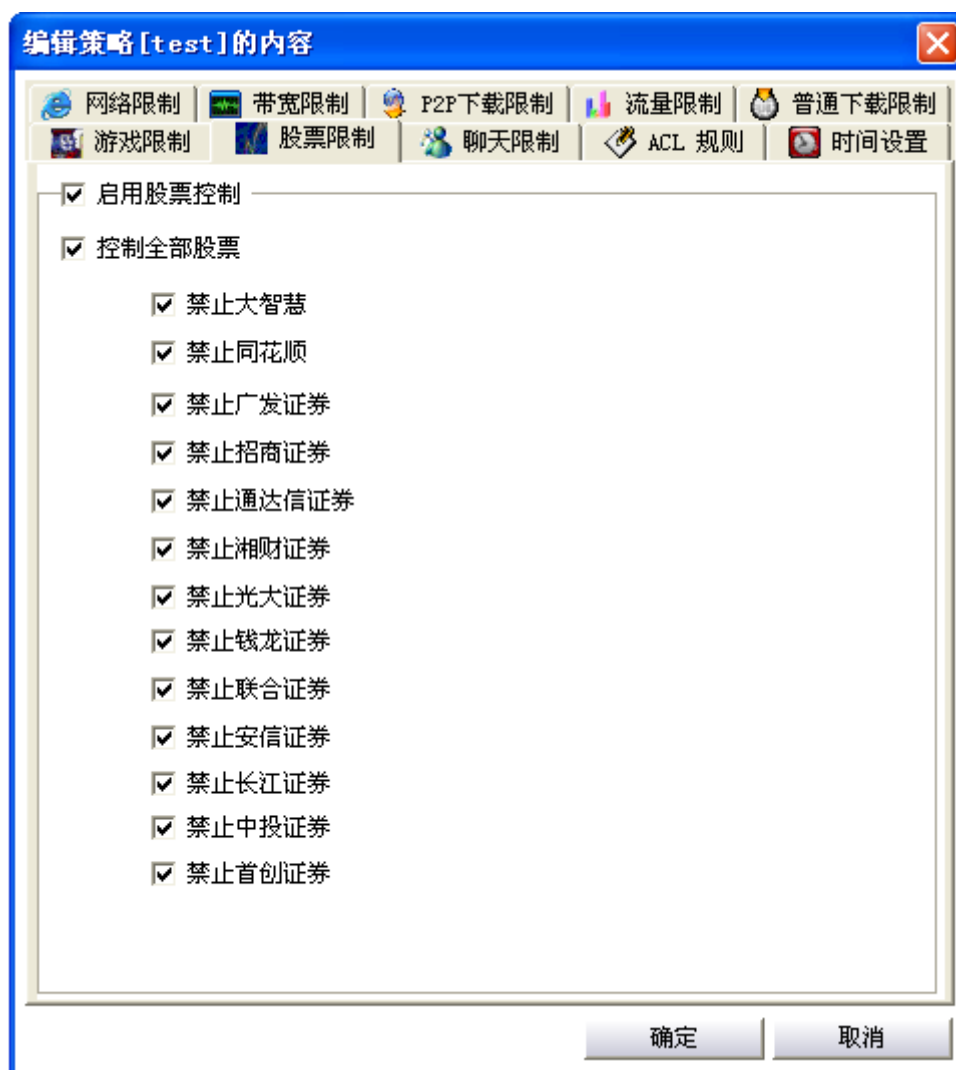 编辑策略[test]的内容
网络限制 带宽限制 P2P下载限制 流量限制 普通下载限制
游戏限制 股票限制 聊天限制 ACL 规则 时间设置
启用股票控制
控制全部股票
禁止大智慧
禁止同花顺
禁止广发证券
禁止招商证券
禁止通达信证券
禁止湘财证券
禁止光大证券
禁止钱龙证券
禁止联合证券
禁止安信证券
禁止长江证券
禁止中投证券
禁止首创证券
确定 取消